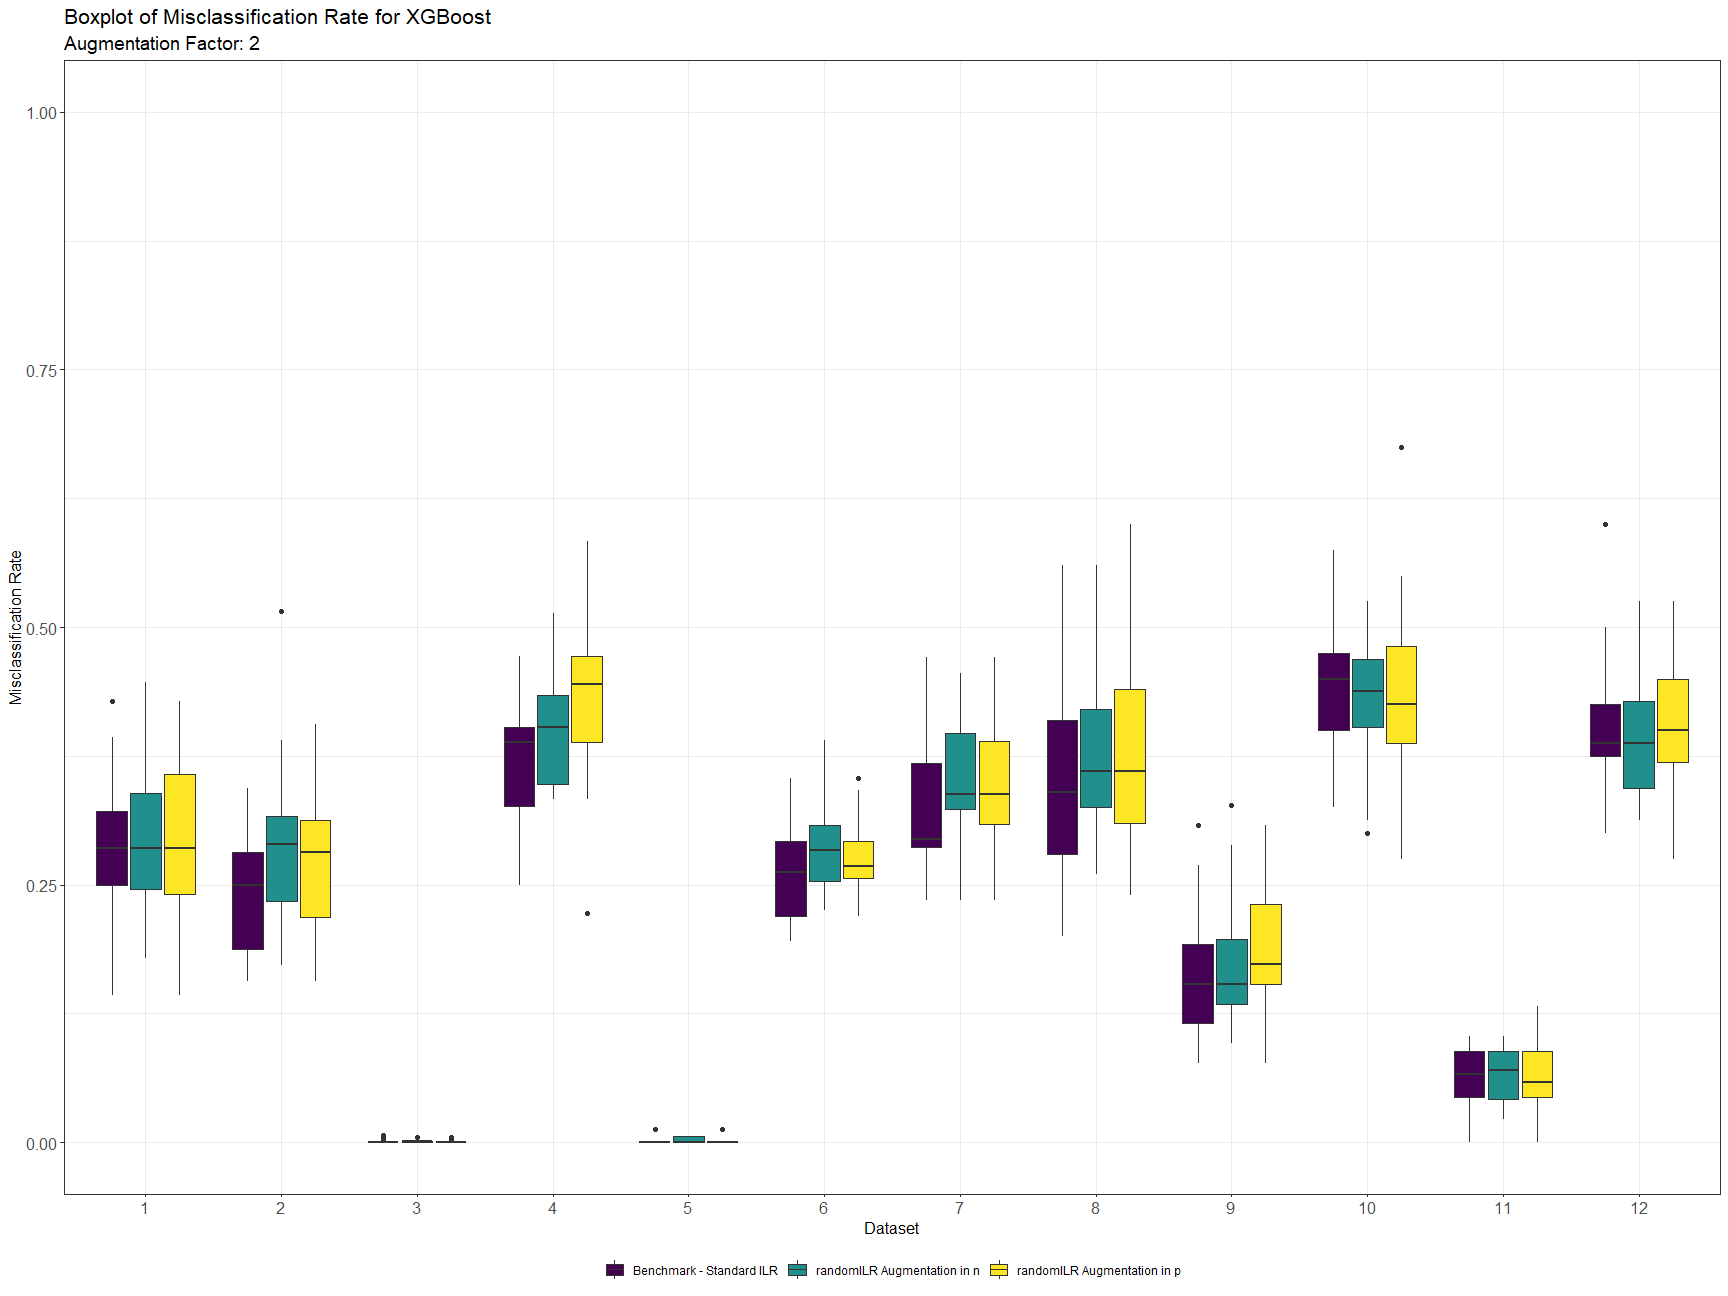 Boxplot of Misclassification Rate for XGBoost
Augmentation Factor: 2
1.00
0.75
0.50
0.25
0.00
Misclassification Rate
1 2 3 4 5 6 7 8 9 10 11 12
Dataset
Benchmark - Standard ILR randomILR Augmentation in n randomILR Augmentation in p